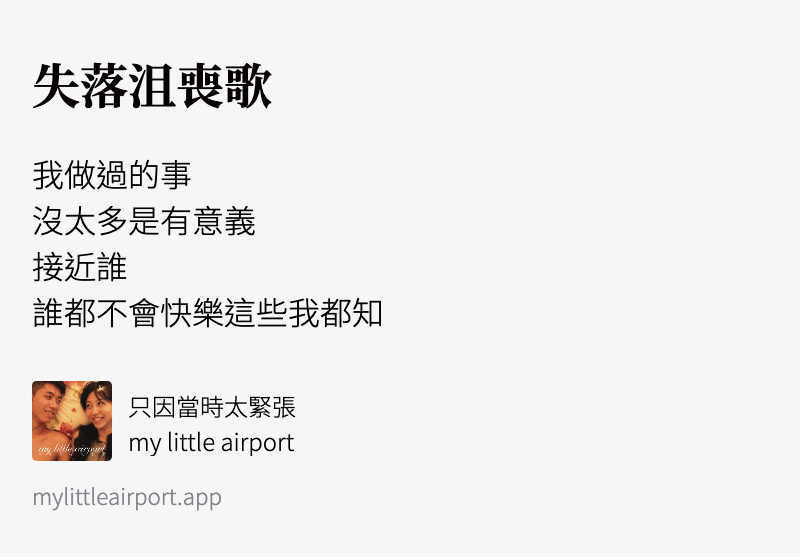 失落沮喪歌
我做過的事
沒太多是有意義
接近誰
誰都不會快樂這些我都知
my little airport
只因當時太緊張
my little airport
mylittleairport.app